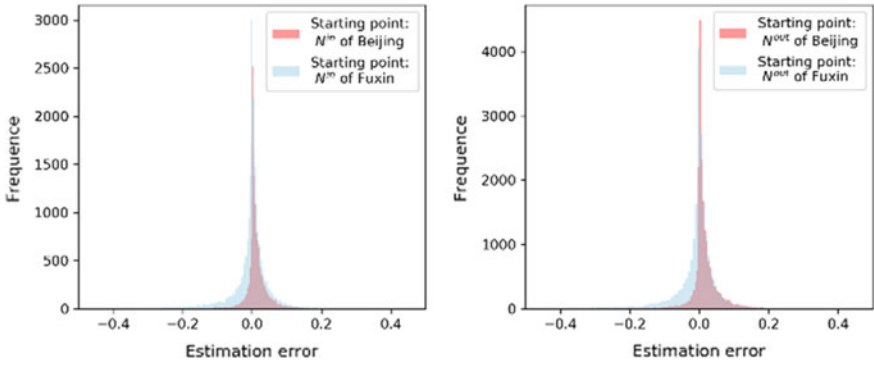 3000
2500
2000
1500
1000
500
0
Frequence
−0.4 −0.2 0.0 0.2 0.4
Estimation error
Starting point:
N^in of Beijing
Starting point:
N^in of Fuxin
4000
3000
2000
1000
0
Frequence
−0.4 −0.2 0.0 0.2 0.4
Estimation error
Starting point:
N^out of Beijing
Starting point:
N^out of Fuxin